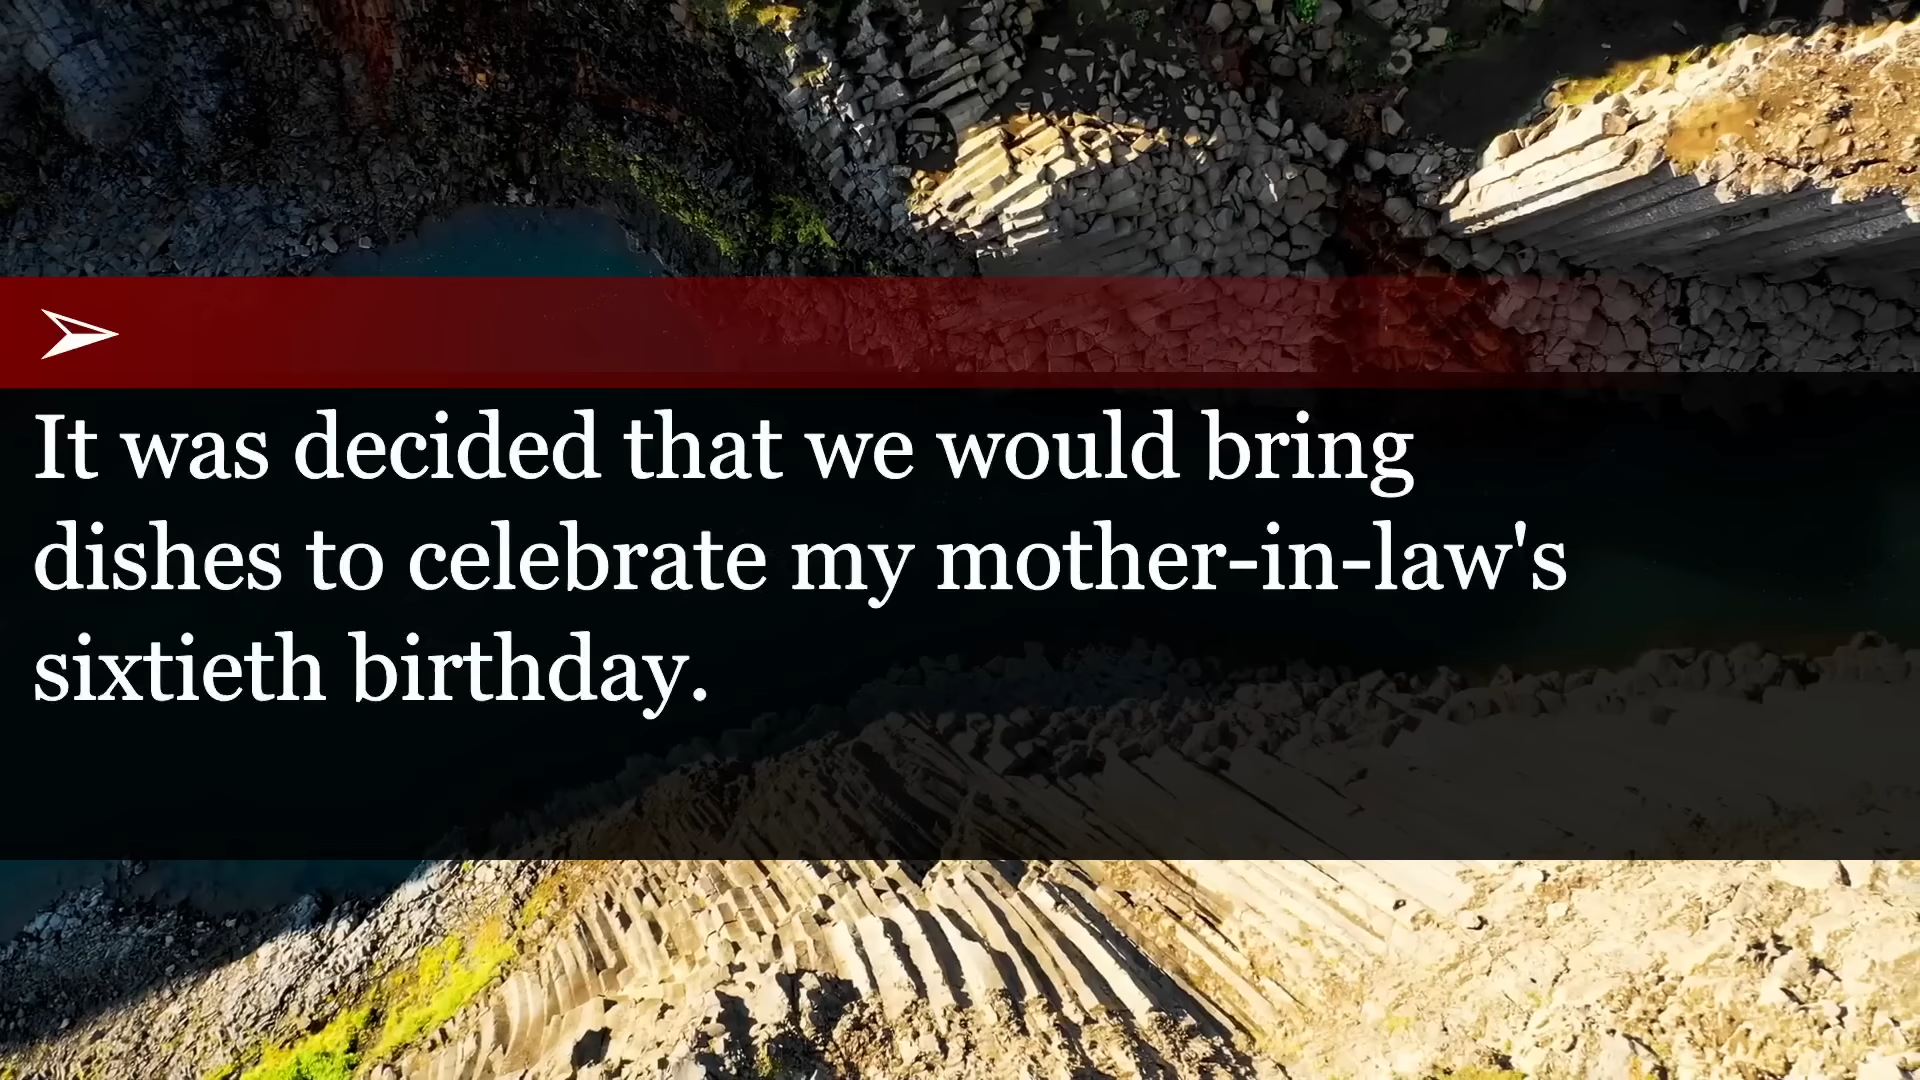 It was decided that we would bring
dishes to celebrate my mother-in-law's
sixtieth birthday.